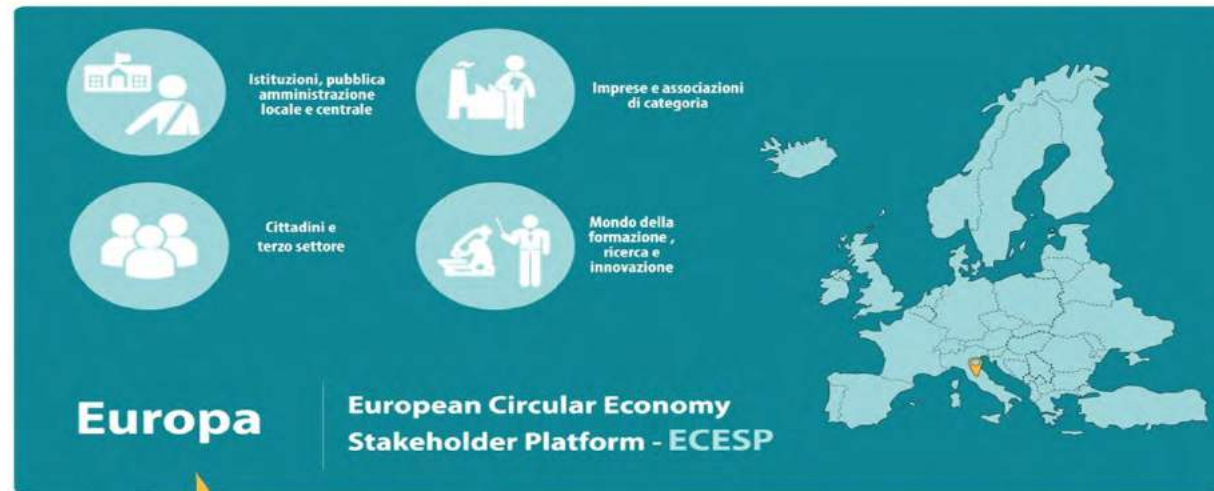 Istituzioni, pubblica
amministrazione
locale e centrale
Imprese e associazioni
di categoria
Cittadini e
terzo settore
Mondo della
formazione ,
ricerca e
innovazione
Europa
European Circular Economy
Stakeholder Platform - ECESP